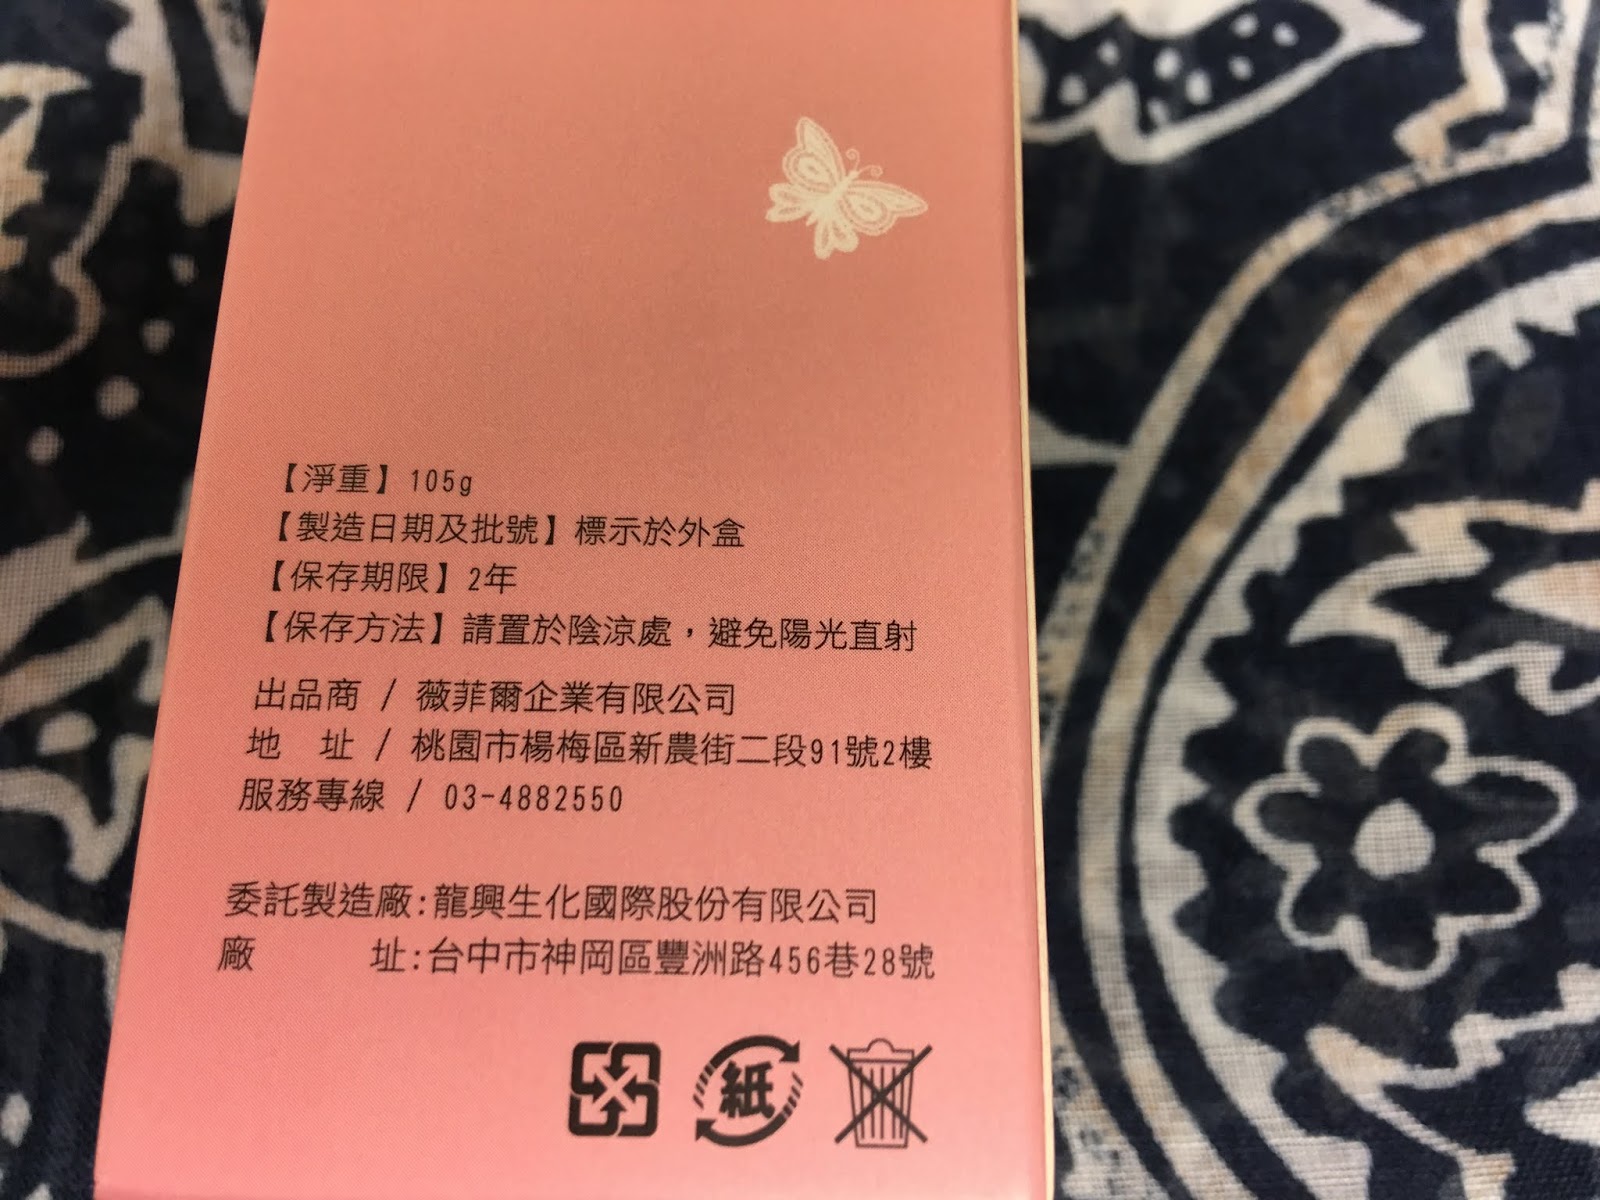 【淨重】105g
【製造日期及批號】標示於外盒
【保存期限】2年
【保存方法】請置於陰涼處，避免陽光直射
出品商 / 薇菲爾企業有限公司
地　址 / 桃園市楊梅區新農街二段91號2樓
服務專線 / 03-4882550
委託製造廠:龍興生化國際股份有限公司
廠　　　址:台中市神岡區豐洲路456巷28號
紙